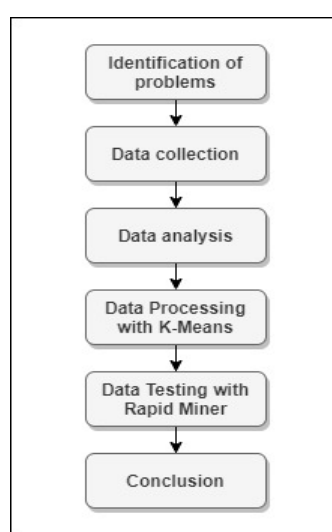 Identification of
problems
Data collection
Data analysis
Data Processing
with K-Means
Data Testing with
Rapid Miner
Conclusion